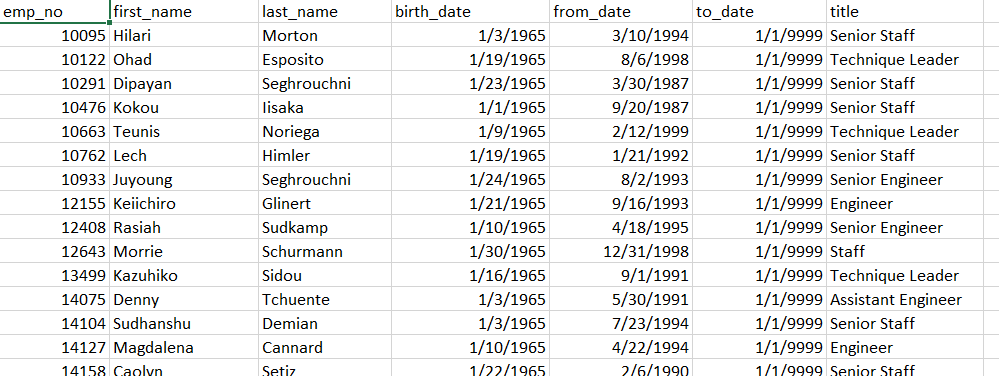 emp_no first_name last_name birth_date from_date to_date title
10095 Hilari Morton 1/3/1965 3/10/1994 1/1/9999 Senior Staff
10122 Ohad Esposito 1/19/1965 8/6/1998 1/1/9999 Technique Leader
10291 Dipayan Seghrouchni 1/23/1965 3/30/1987 1/1/9999 Senior Staff
10476 Kokou Iisaka 1/1/1965 9/20/1987 1/1/9999 Senior Staff
10663 Teunis Noriega 1/9/1965 2/12/1999 1/1/9999 Technique Leader
10762 Lech Himler 1/19/1965 1/21/1992 1/1/9999 Senior Staff
10933 Juyoung Seghrouchni 1/24/1965 8/2/1993 1/1/9999 Senior Engineer
12155 Keiichiro Glinert 1/21/1965 9/16/1993 1/1/9999 Engineer
12408 Rasiah Sudkamp 1/10/1965 4/18/1995 1/1/9999 Senior Engineer
12643 Morrie Schurmann 1/30/1965 12/31/1998 1/1/9999 Staff
13499 Kazuhiko Sidou 1/16/1965 9/1/1991 1/1/9999 Technique Leader
14075 Denny Tchuente 1/3/1965 5/30/1991 1/1/9999 Assistant Engineer
14104 Sudhanshu Demian 1/3/1965 7/23/1994 1/1/9999 Senior Staff
14127 Magdalena Cannard 1/10/1965 4/22/1994 1/1/9999 Engineer
14158 Caolyn Setiz 1/22/1965 2/6/1990 1/1/9999 Senior Staff